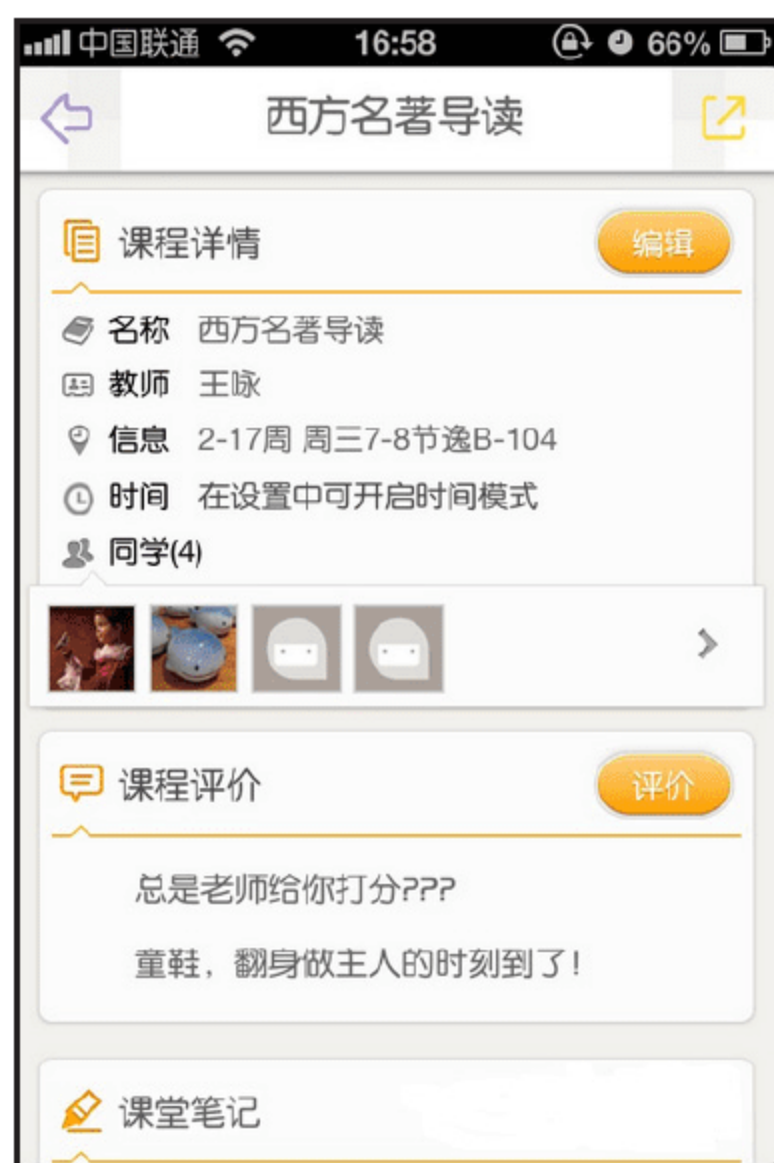 中国联通 16:58 66%
西方名著导读
课程详情 编辑
名称 西方名著导读
教师 王咏
信息 2-17周 周三7-8节逸B-104
时间 在设置中可开启时间模式
同学(4)
课程评价 评价
总是老师给你打分???
童鞋，翻身做主人的时刻到了！
课堂笔记